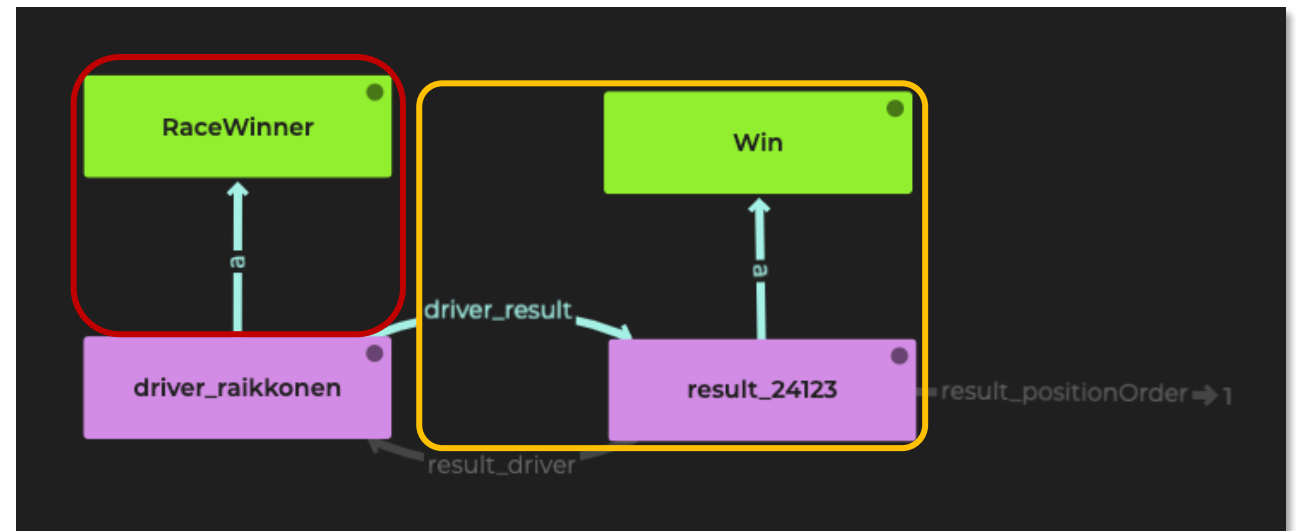 RaceWinner
Win
a
a
driver_result
driver_raikkonen
result_24123
result_positionOrder
1
result_driver